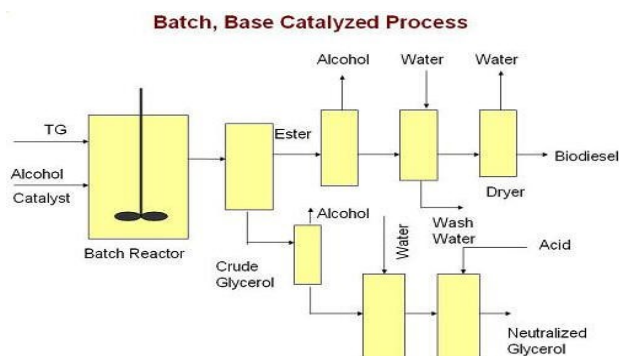 Batch, Base Catalyzed Process
Alcohol
Water
Water
TG
Ester
Alcohol
Catalyst
Biodiesel
Dryer
Alcohol
Wash
Water
Water
Acid
Batch Reactor
Crude
Glycerol
Neutralized
Glycerol